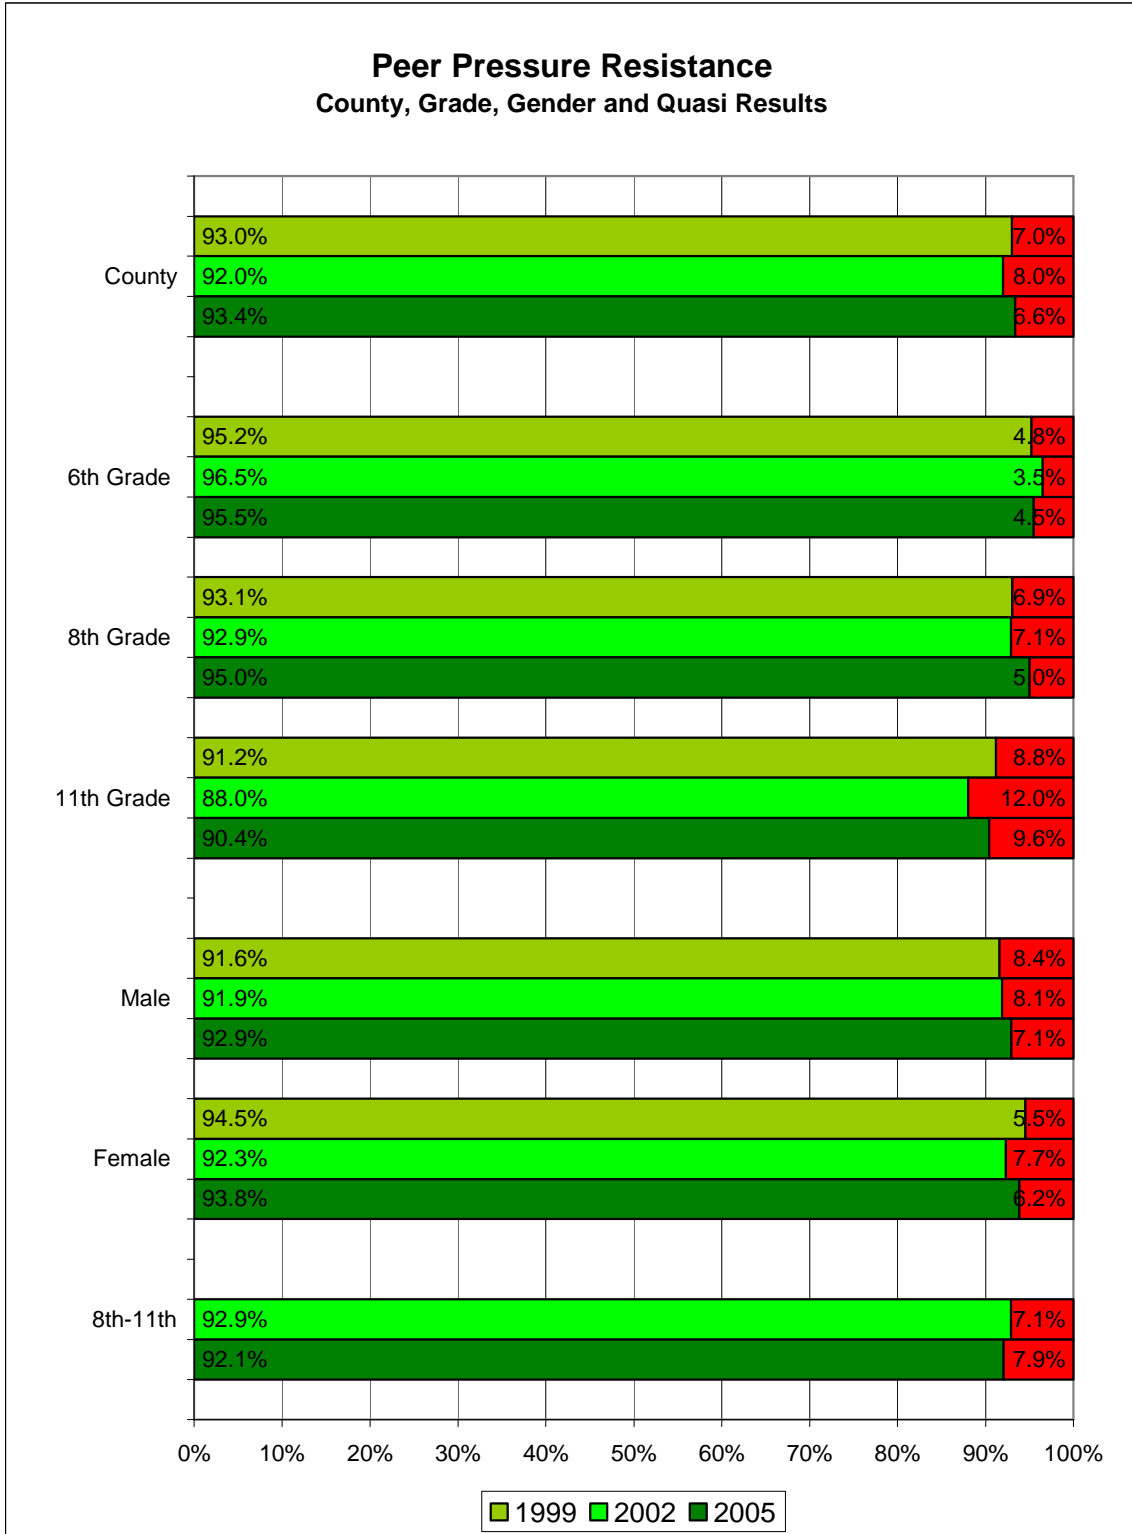 Peer Pressure Resistance
County, Grade, Gender and Quasi Results
County
93.0% 7.0%
92.0% 8.0%
93.4% 6.6%
6th Grade
95.2% 4.8%
96.5% 3.5%
95.5% 4.5%
8th Grade
93.1% 6.9%
92.9% 7.1%
95.0% 5.0%
11th Grade
91.2% 8.8%
88.0% 12.0%
90.4% 9.6%
Male
91.6% 8.4%
91.9% 8.1%
92.9% 7.1%
Female
94.5% 5.5%
92.3% 7.7%
93.8% 6.2%
8th-11th
92.9% 7.1%
92.1% 7.9%
0% 10% 20% 30% 40% 50% 60% 70% 80% 90% 100%
1999 2002 2005